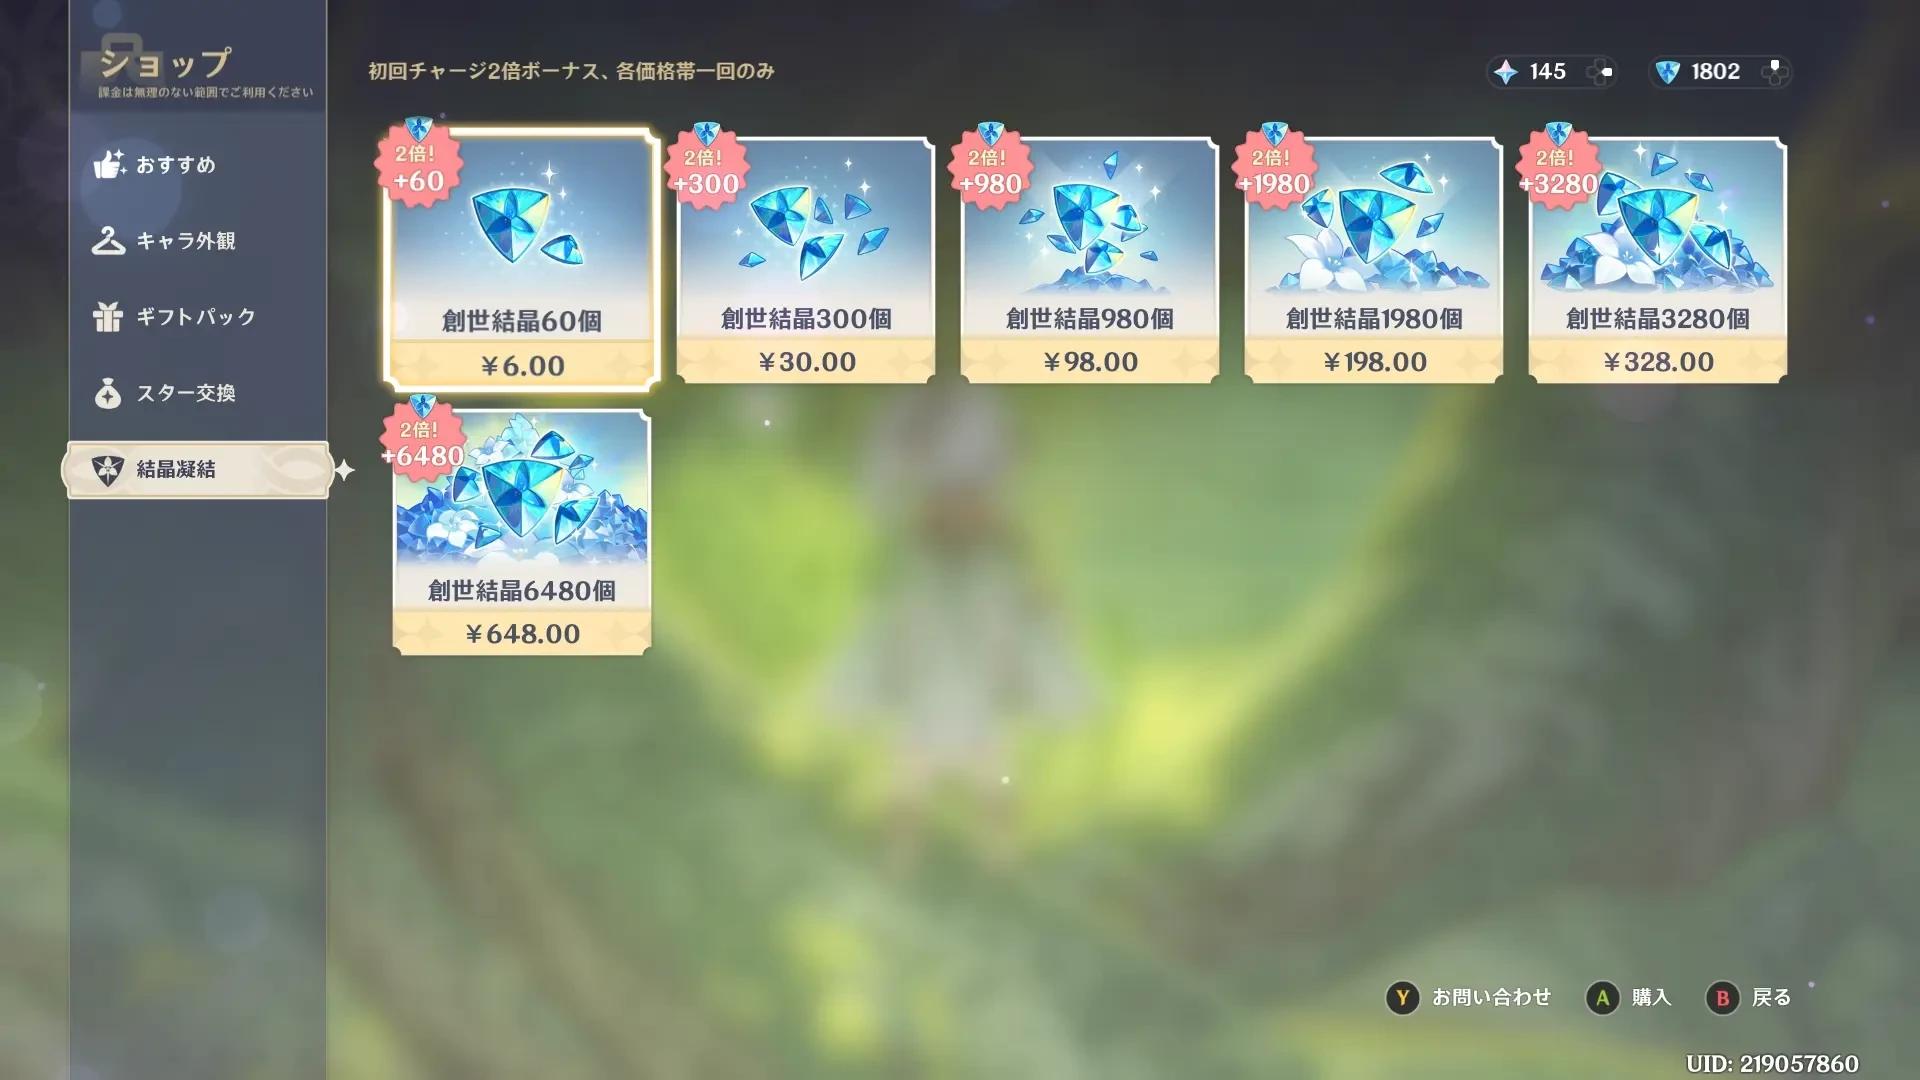 ショップ
課金は無理のない範囲でご利用ください
おすすめ
キャラ外観
ギフトパック
スター交換
結晶凝結
初回チャージ2倍ボーナス、各価格帯一回のみ
145
1802
2倍!
+60
創世結晶60個
¥6.00
2倍!
+300
創世結晶300個
¥30.00
2倍!
+980
創世結晶980個
¥98.00
2倍!
+1980
創世結晶1980個
¥198.00
2倍!
+3280
創世結晶3280個
¥328.00
2倍!
+6480
創世結晶6480個
¥648.00
Y お問い合わせ
A 購入
B 戻る
UID: 219057860